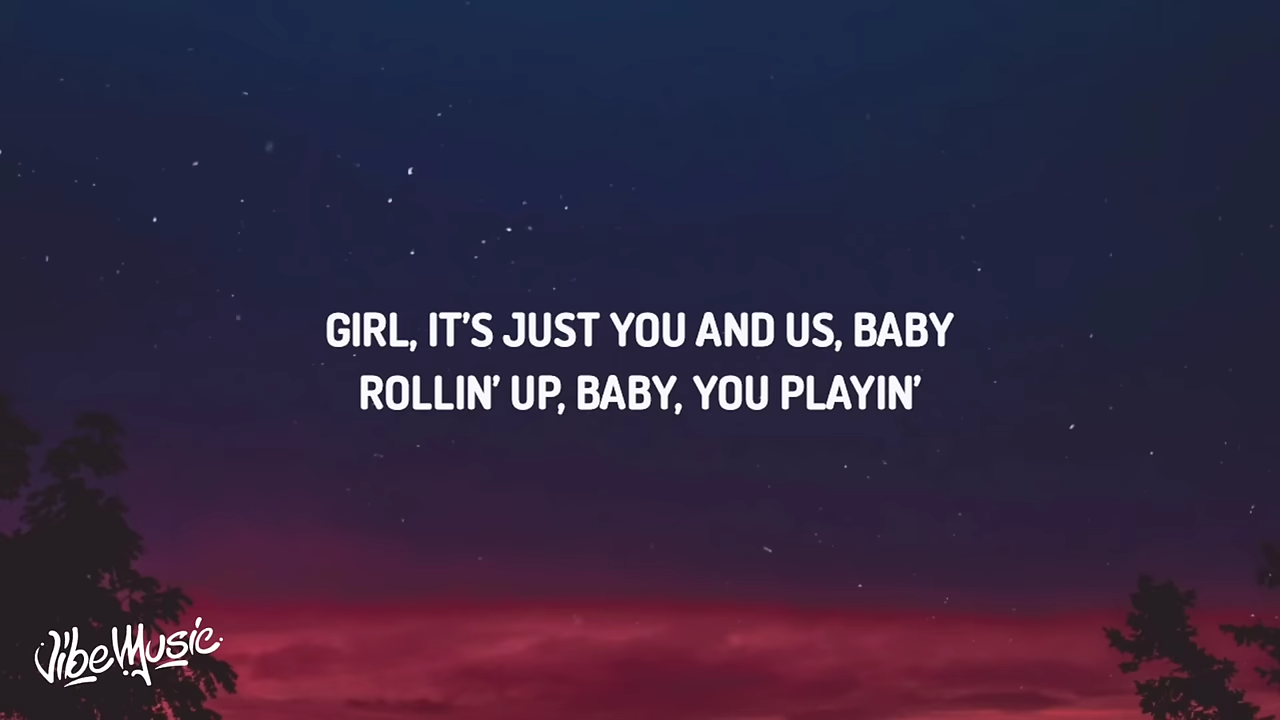 GIRL, IT'S JUST YOU AND US, BABY
ROLLIN' UP, BABY, YOU PLAYIN'
VibeMusic